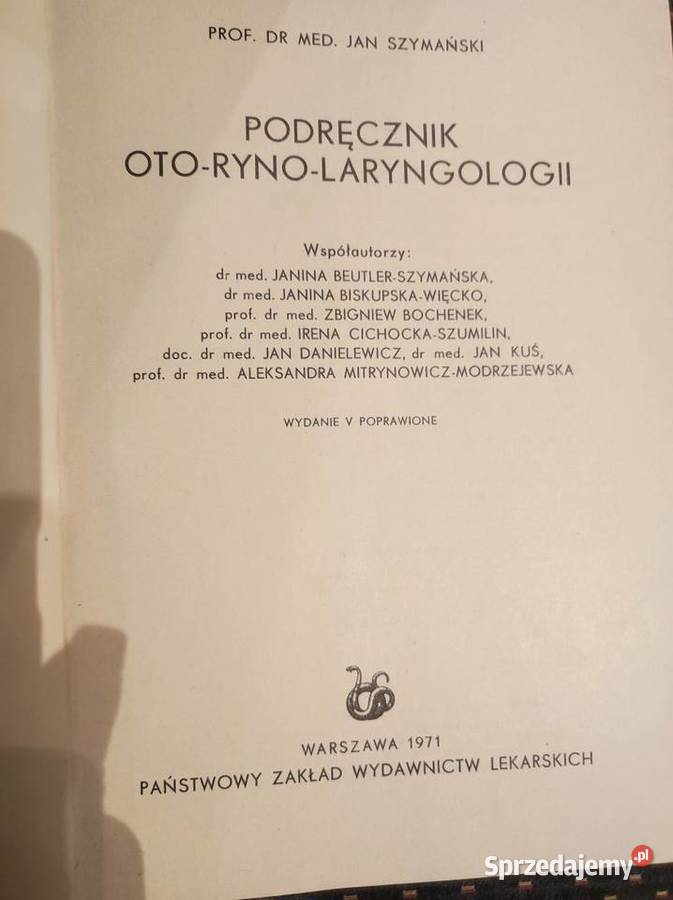 PROF. DR MED. JAN SZYMAŃSKI
PODRĘCZNIK
OTO-RYNO-LARYNGOLOGII
Współautorzy:
dr med. JANINA BEUTLER-SZYMAŃSKA,
dr med. JANINA BISKUPSKA-WIĘCKO,
prof. dr med. ZBIGNIEW BOCHENEK,
prof. dr med. IRENA CICHOCKA-SZUMILIN,
doc. dr med. JAN DANIELEWICZ, dr med. JAN KUŚ,
prof. dr med. ALEKSANDRA MITRYNOWICZ-MODRZEJEWSKA
WYDANIE V POPRAWIONE
WARSZAWA 1971
PAŃSTWOWY ZAKŁAD WYDAWNICTW LEKARSKICH
Sprzedajemy.pl